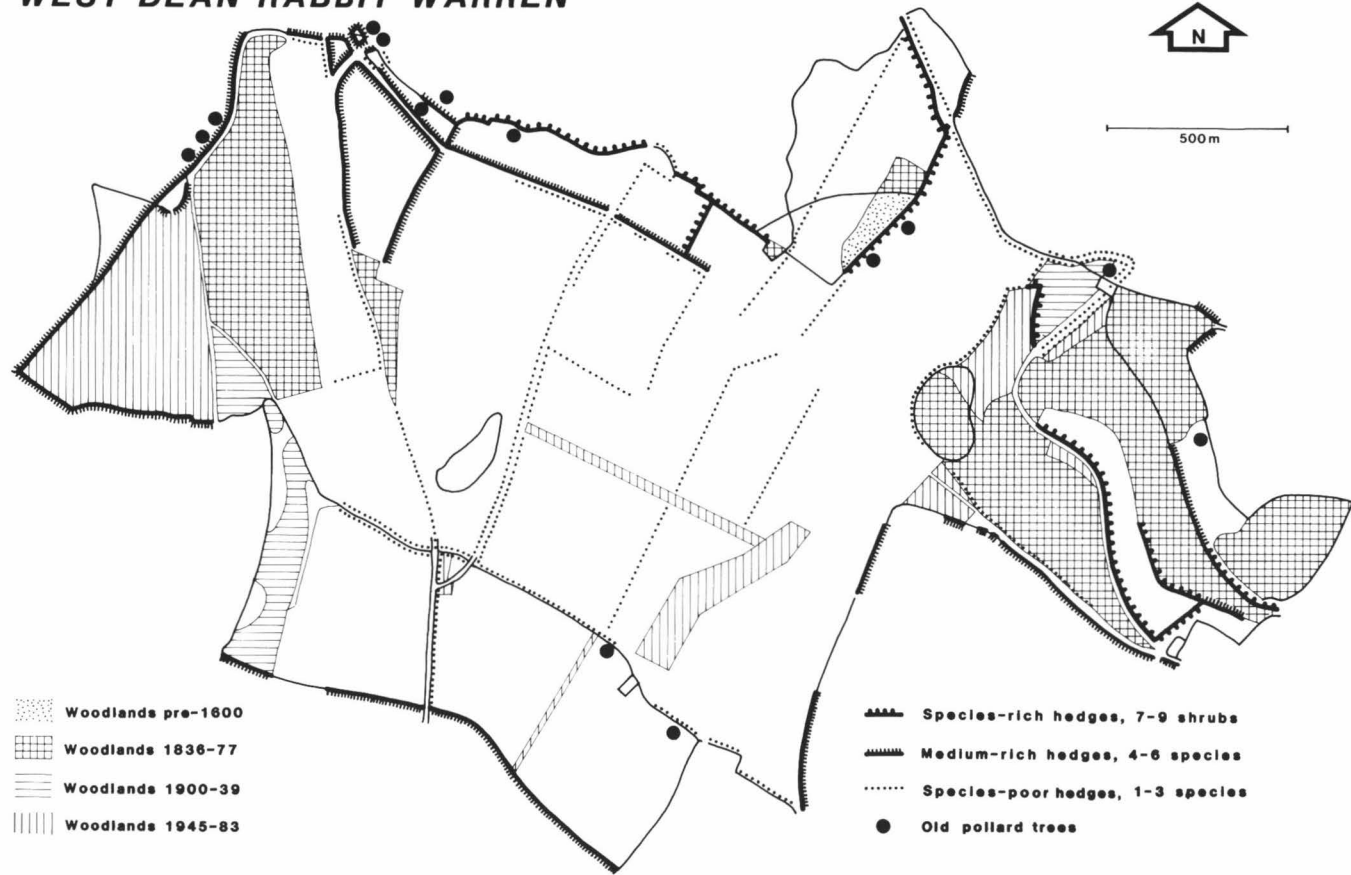 WEST DEAN RABBIT WARREN
N
500m
Woodlands pre-1600
Woodlands 1836-77
Woodlands 1900-39
Woodlands 1945-83
Species-rich hedges, 7-9 shrubs
Medium-rich hedges, 4-6 species
Species-poor hedges, 1-3 species
Old pollard trees